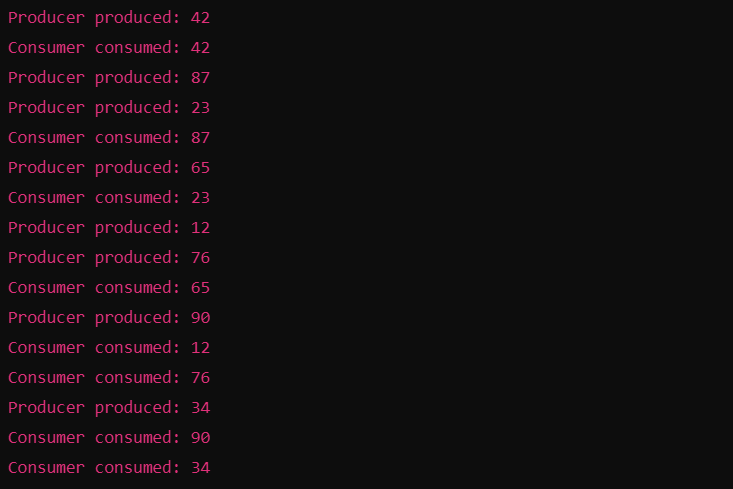 Producer produced: 42
Consumer consumed: 42
Producer produced: 87
Producer produced: 23
Consumer consumed: 87
Producer produced: 65
Consumer consumed: 23
Producer produced: 12
Producer produced: 76
Consumer consumed: 65
Producer produced: 90
Consumer consumed: 12
Consumer consumed: 76
Producer produced: 34
Consumer consumed: 90
Consumer consumed: 34